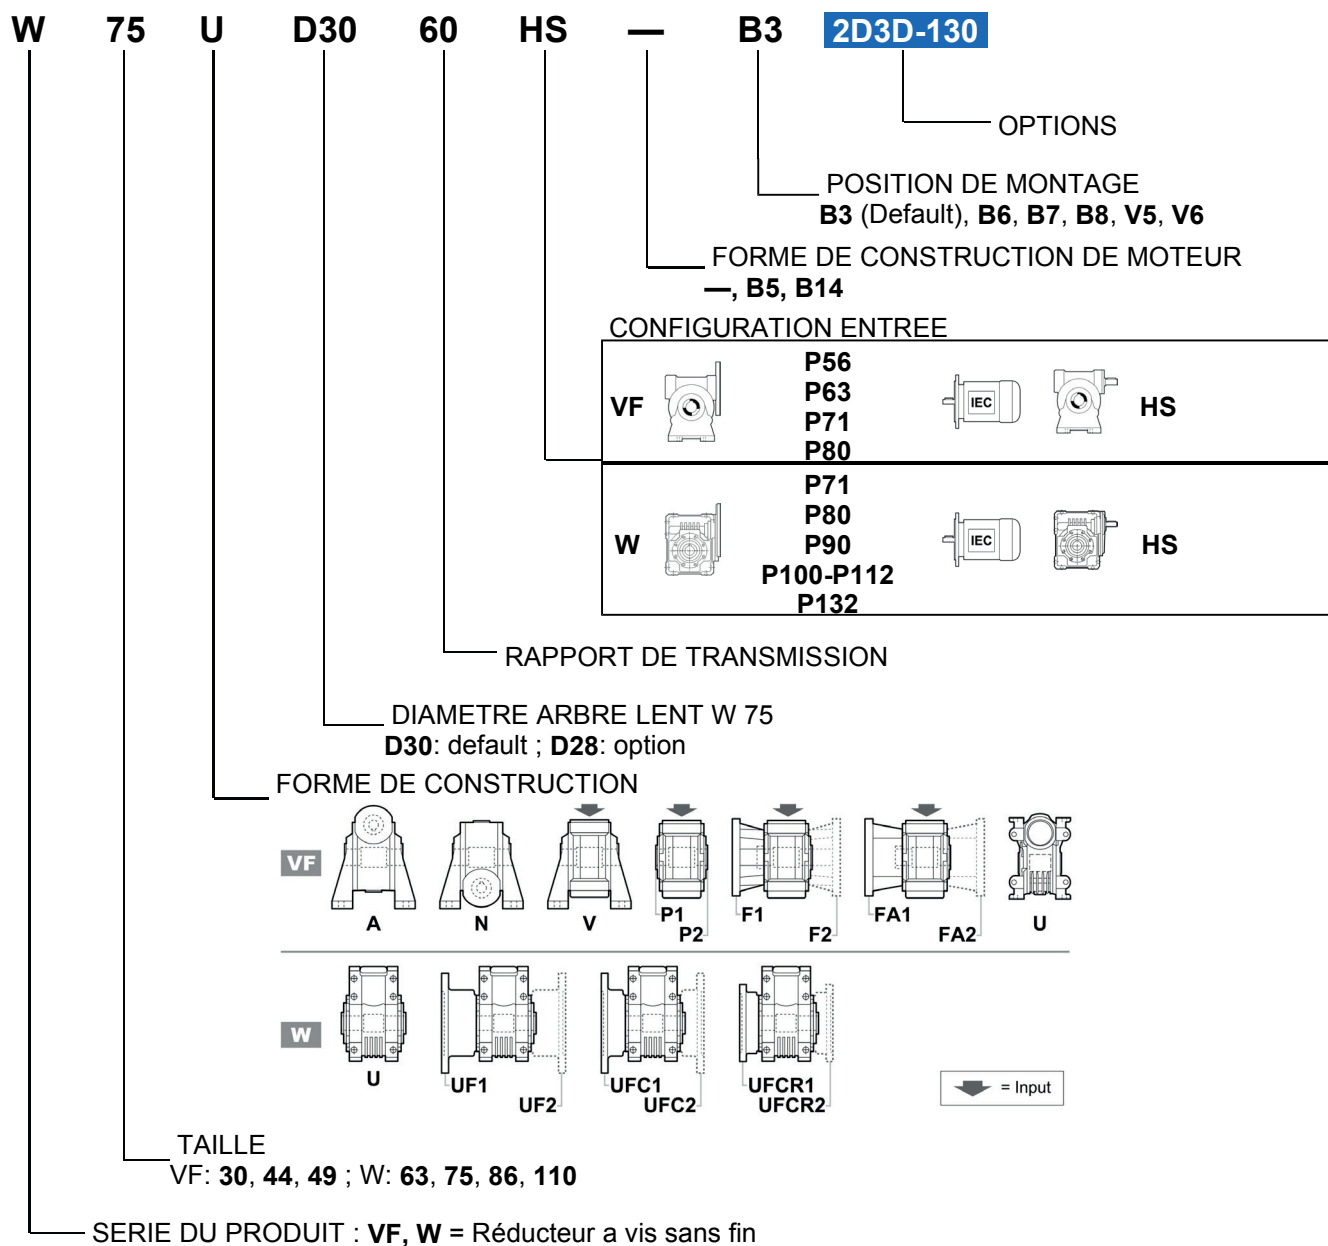 W 75 U D30 60 HS — B3 2D3D-130
OPTIONS
POSITION DE MONTAGE
B3 (Default), B6, B7, B8, V5, V6
FORME DE CONSTRUCTION DE MOTEUR
—, B5, B14
CONFIGURATION ENTREE
VF
P56
P63
P71
P80
IEC
HS
W
P71
P80
P90
P100-P112
P132
IEC
HS
RAPPORT DE TRANSMISSION
DIAMETRE ARBRE LENT W 75
D30: default ; D28: option
FORME DE CONSTRUCTION
VF
A N V P1 P2 F1 F2 FA1 FA2 U
W
U UF1 UF2 UFC1 UFC2 UFCR1 UFCR2
= Input
TAILLE
VF: 30, 44, 49 ; W: 63, 75, 86, 110
SERIE DU PRODUIT : VF, W = Réducteur a vis sans fin